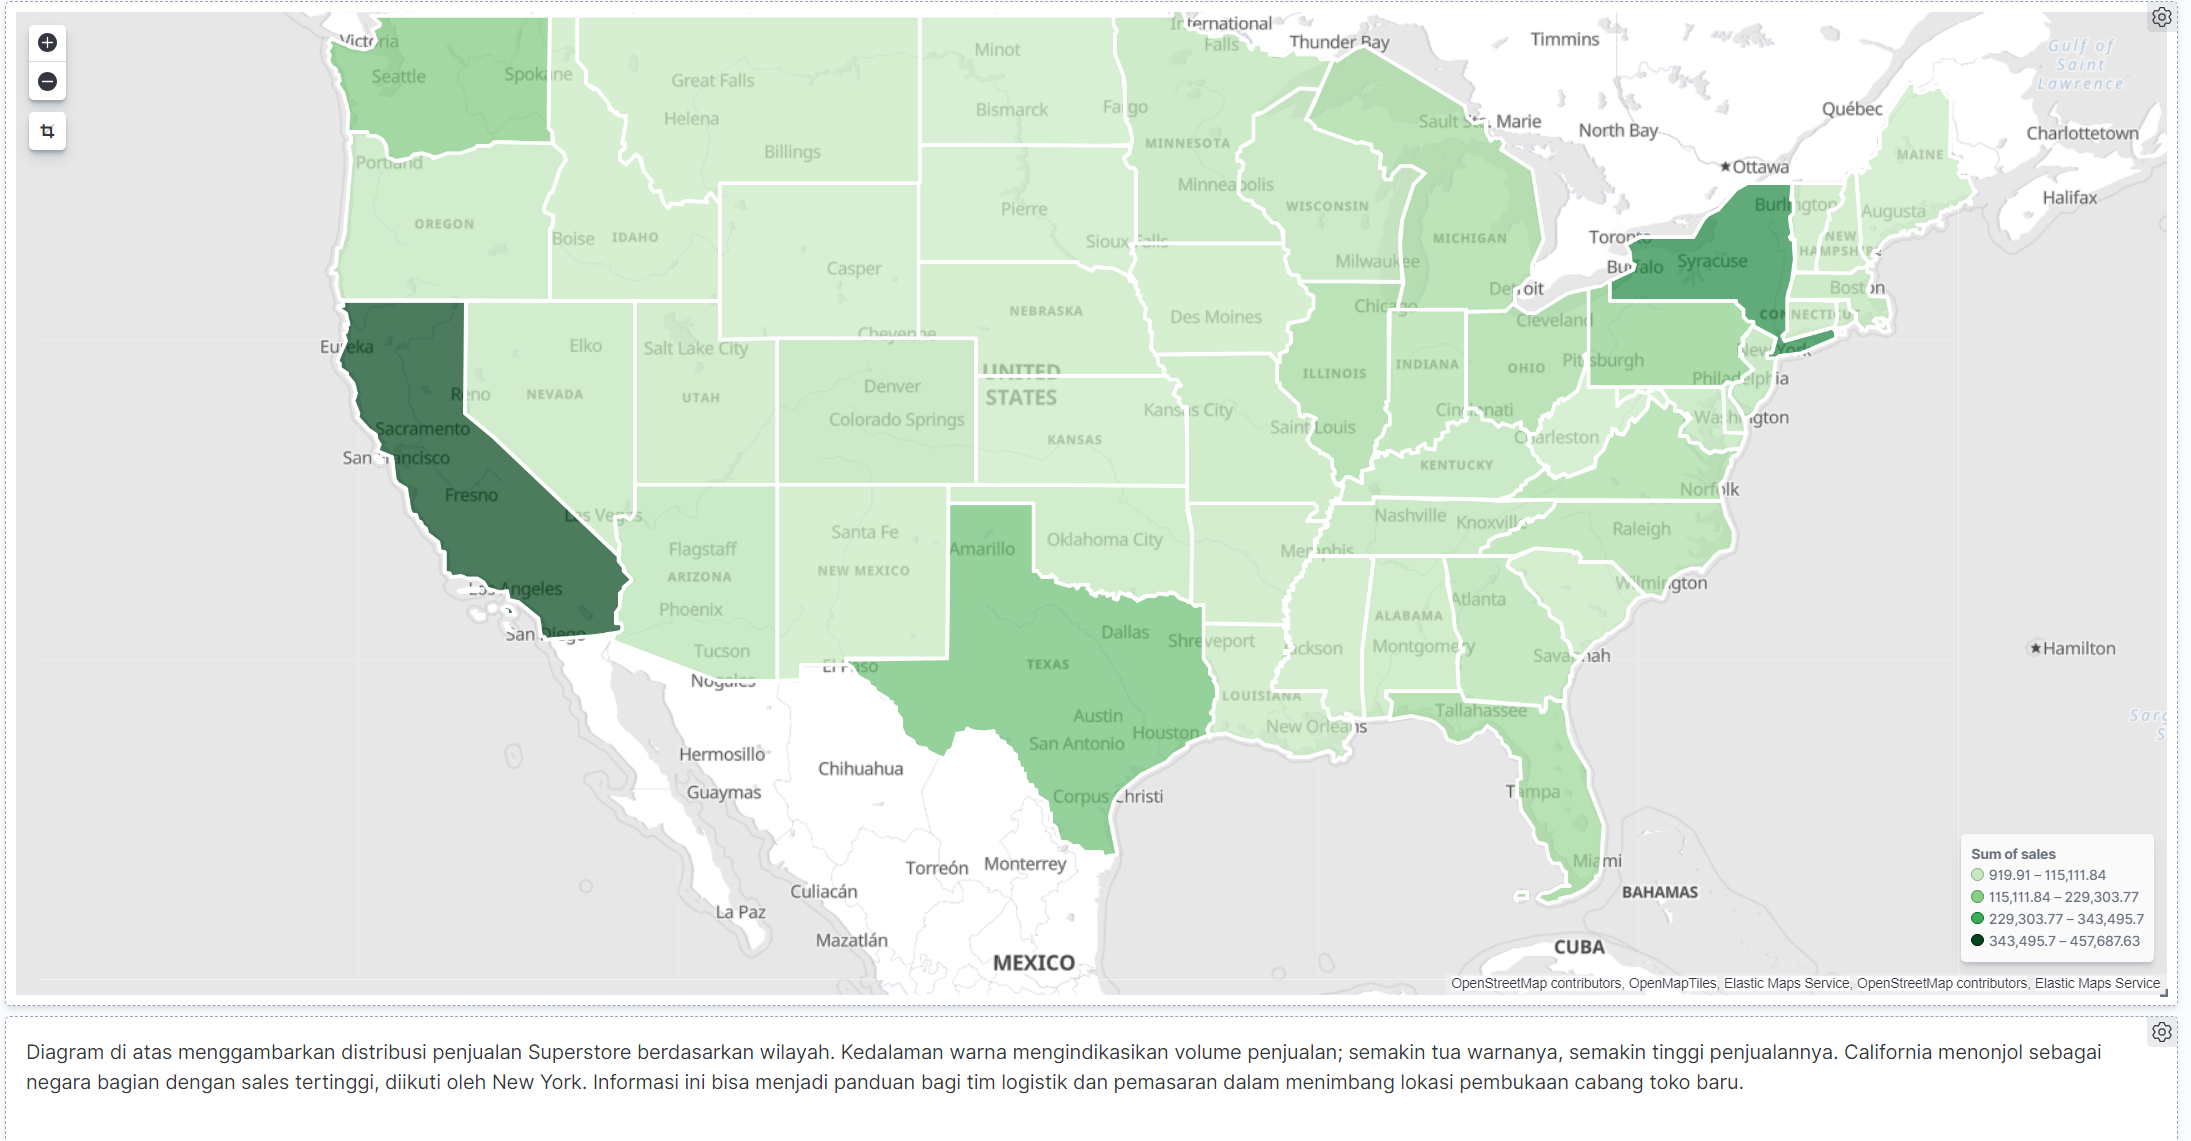 International
Falls
Thunder Bay
Timmins
Gulf of
Saint
Lawrence
Victoria
Seattle
Spokane
Great Falls
Helena
Billings
Minot
Bismarck
Fargo
MINNESOTA
Minneapolis
Sault Ste. Marie
North Bay
Québec
Charlottetown
MAINE
★Ottawa
Halifax
Portland
OREGON
Boise
IDAHO
Casper
Pierre
Sioux Falls
WISCONSIN
Milwaukee
MICHIGAN
Detroit
Toronto
Buffalo
Syracuse
Burlington
Augusta
NEW
HAMPSHIRE
Boston
CONNECTICUT
New York
Eureka
Reno
Elko
NEVADA
Salt Lake City
UTAH
Cheyenne
Denver
Colorado Springs
NEBRASKA
UNITED
STATES
KANSAS
Des Moines
Kansas City
Chicago
ILLINOIS
Saint Louis
INDIANA
OHIO
Cleveland
Cincinnati
Pittsburgh
Philadelphia
Washington
Charleston
KENTUCKY
Norfolk
Sacramento
San Francisco
Fresno
Las Vegas
Los Angeles
San Diego
Flagstaff
ARIZONA
Phoenix
Tucson
Nogales
Santa Fe
NEW MEXICO
El Paso
Amarillo
Oklahoma City
Dallas
TEXAS
Austin
San Antonio
Houston
Corpus Christi
Shreveport
LOUISIANA
New Orleans
Jackson
Memphis
Nashville
Knoxville
Raleigh
Wilmington
ALABAMA
Montgomery
Atlanta
Savannah
Tallahassee
Tampa
Miami
★Hamilton
Hermosillo
Chihuahua
Guaymas
Torreón
Monterrey
Culiacán
La Paz
Mazatlán
MEXICO
BAHAMAS
CUBA
Sum of sales
919.91 – 115,111.84
115,111.84 – 229,303.77
229,303.77 – 343,495.7
343,495.7 – 457,687.63
OpenStreetMap contributors, OpenMapTiles, Elastic Maps Service, OpenStreetMap contributors, Elastic Maps Service
Diagram di atas menggambarkan distribusi penjualan Superstore berdasarkan wilayah. Kedalaman warna mengindikasikan volume penjualan; semakin tua warnanya, semakin tinggi penjualannya. California menonjol sebagai
negara bagian dengan sales tertinggi, diikuti oleh New York. Informasi ini bisa menjadi panduan bagi tim logistik dan pemasaran dalam menimbang lokasi pembukaan cabang toko baru.